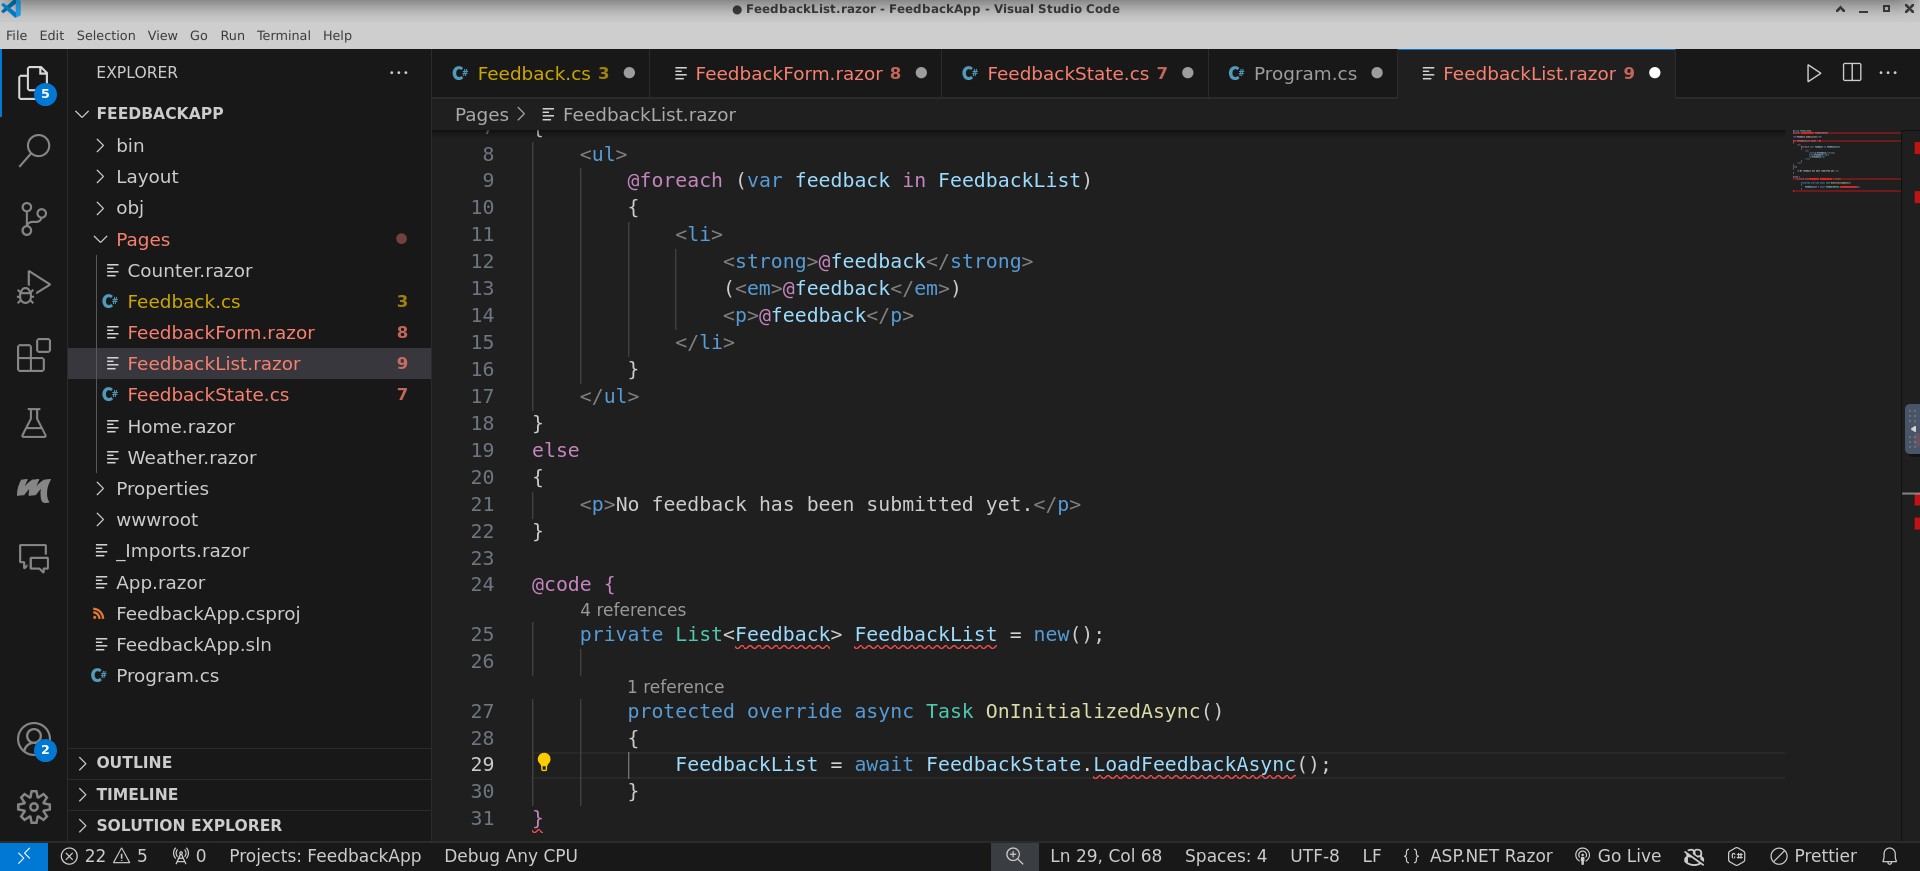 ● FeedbackList.razor - FeedbackApp - Visual Studio Code
File Edit Selection View Go Run Terminal Help
5
EXPLORER
FEEDBACKAPP
bin
Layout
obj
Pages
Counter.razor
C# Feedback.cs 3
FeedbackForm.razor 8
FeedbackList.razor 9
C# FeedbackState.cs 7
Home.razor
Weather.razor
Properties
wwwroot
_Imports.razor
App.razor
FeedbackApp.csproj
FeedbackApp.sln
C# Program.cs
2
OUTLINE
TIMELINE
SOLUTION EXPLORER
C# Feedback.cs 3 FeedbackForm.razor 8 C# FeedbackState.cs 7 C# Program.cs FeedbackList.razor 9
Pages > FeedbackList.razor
7 {
8 <ul>
9 @foreach (var feedback in FeedbackList)
10 {
11 <li>
12 <strong>@feedback</strong>
13 (<em>@feedback</em>)
14 <p>@feedback</p>
15 </li>
16 }
17 </ul>
18 }
19 else
20 {
21 <p>No feedback has been submitted yet.</p>
22 }
23
24 @code {
4 references
25 private List<Feedback> FeedbackList = new();
26
1 reference
27 protected override async Task OnInitializedAsync()
28 {
29 FeedbackList = await FeedbackState.LoadFeedbackAsync();
30 }
31 }
22 5 0 Projects: FeedbackApp Debug Any CPU Ln 29, Col 68 Spaces: 4 UTF-8 LF {} ASP.NET Razor Go Live C# Prettier